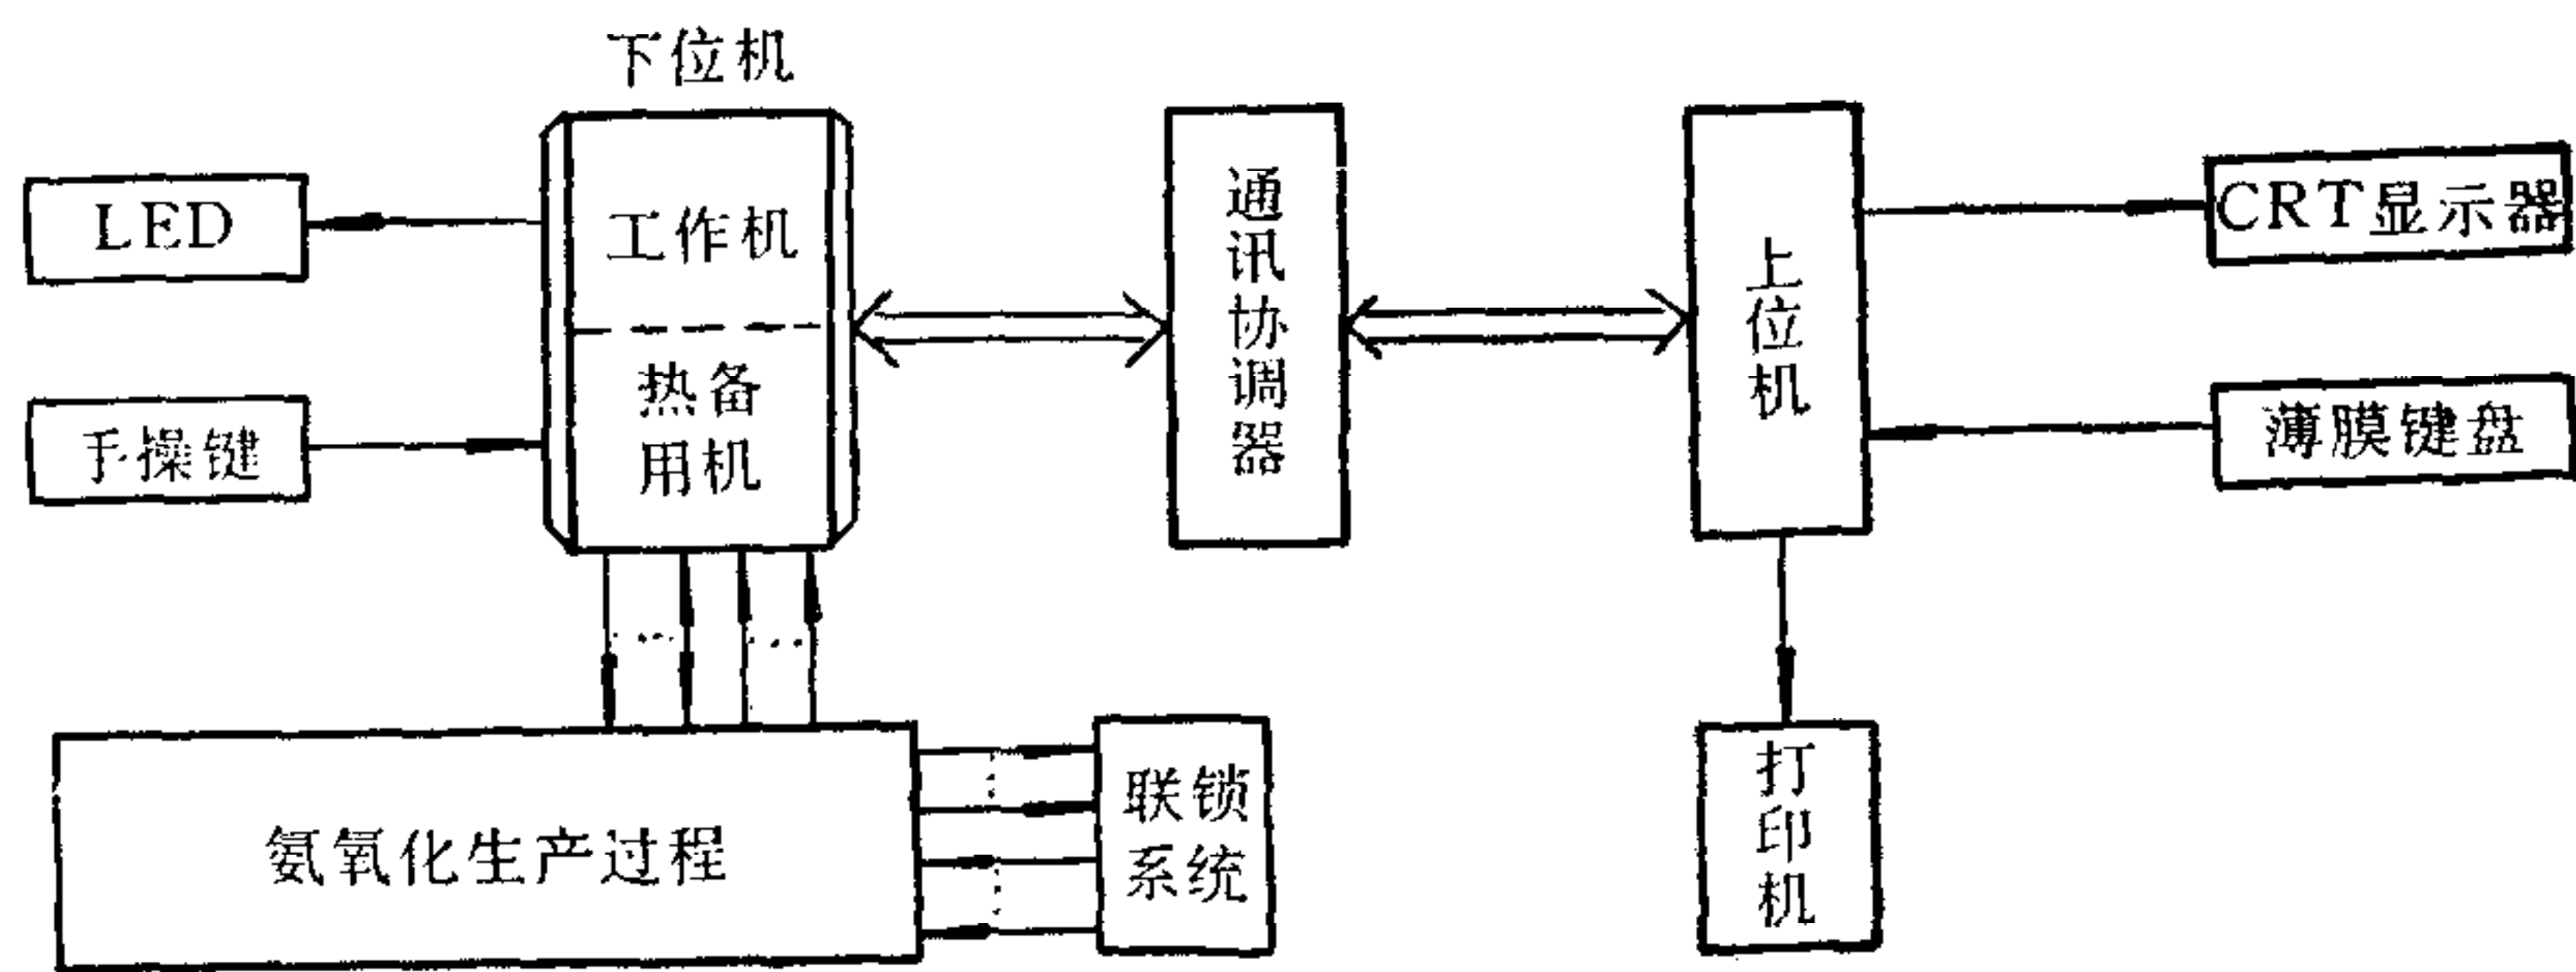 下位机
LED
手操键
工作机
热备
用机
通讯协调器
上位机
CRT显示器
薄膜键盘
氨氧化生产过程
联锁
系统
打印机